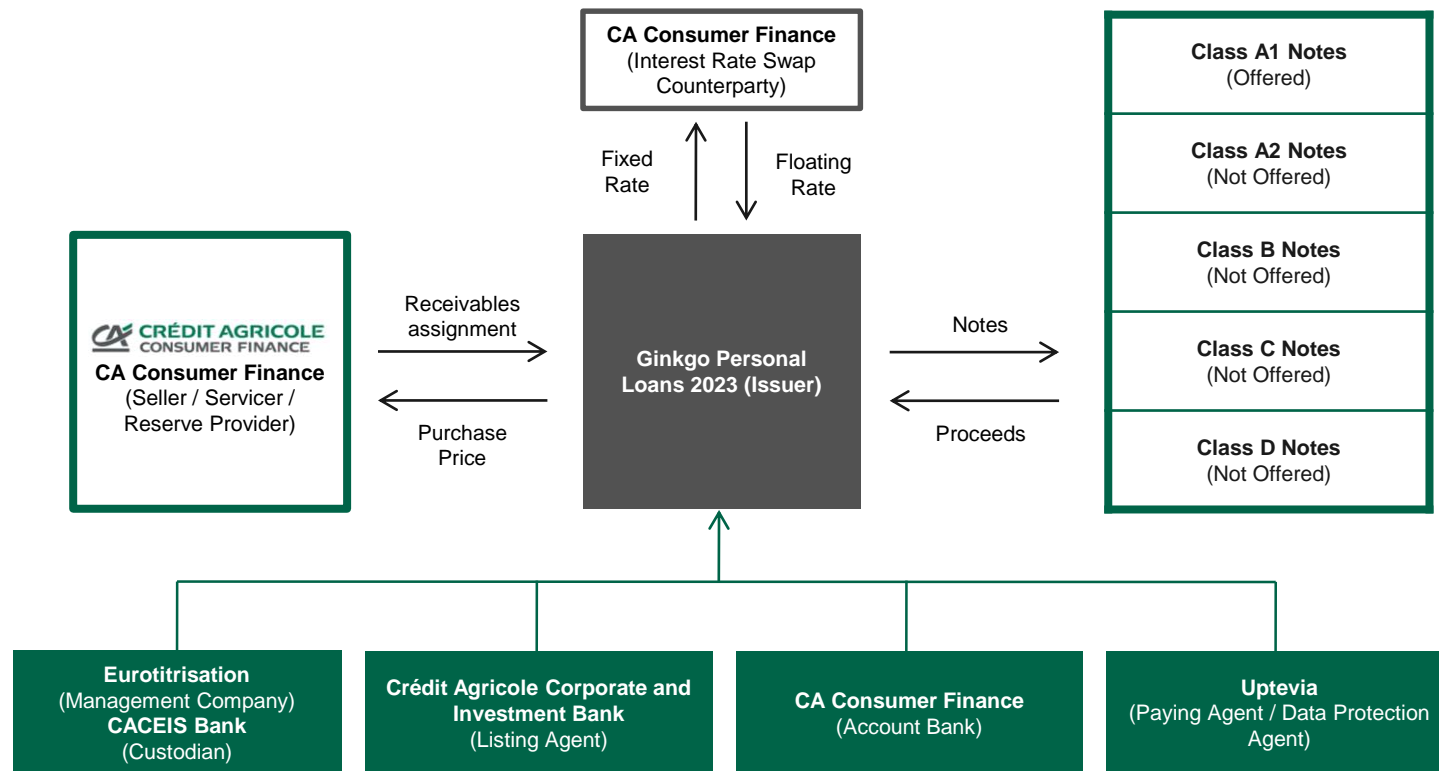 CA Consumer Finance
(Interest Rate Swap
Counterparty)
Fixed
Rate
Floating
Rate
CRÉDIT AGRICOLE
CONSUMER FINANCE
CA Consumer Finance
(Seller / Servicer /
Reserve Provider)
Receivables
assignment
Purchase
Price
Ginkgo Personal
Loans 2023 (Issuer)
Notes
Proceeds
Class A1 Notes
(Offered)
Class A2 Notes
(Not Offered)
Class B Notes
(Not Offered)
Class C Notes
(Not Offered)
Class D Notes
(Not Offered)
Eurotitrisation
(Management Company)
CACEIS Bank
(Custodian)
Crédit Agricole Corporate and
Investment Bank
(Listing Agent)
CA Consumer Finance
(Account Bank)
Uptevia
(Paying Agent / Data Protection
Agent)